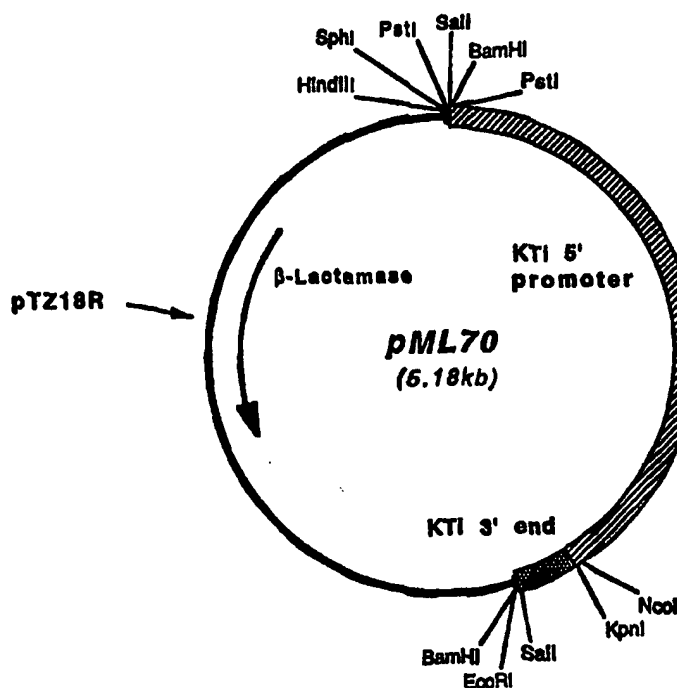 SalI
PstI
SphI
BamHI
HindIII
PstI
KTi 5'
promoter
β-Lactamase
pTZ18R
pML70
(5.18kb)
KTi 3' end
NcoI
KpnI
BamHI
SalI
EcoRI